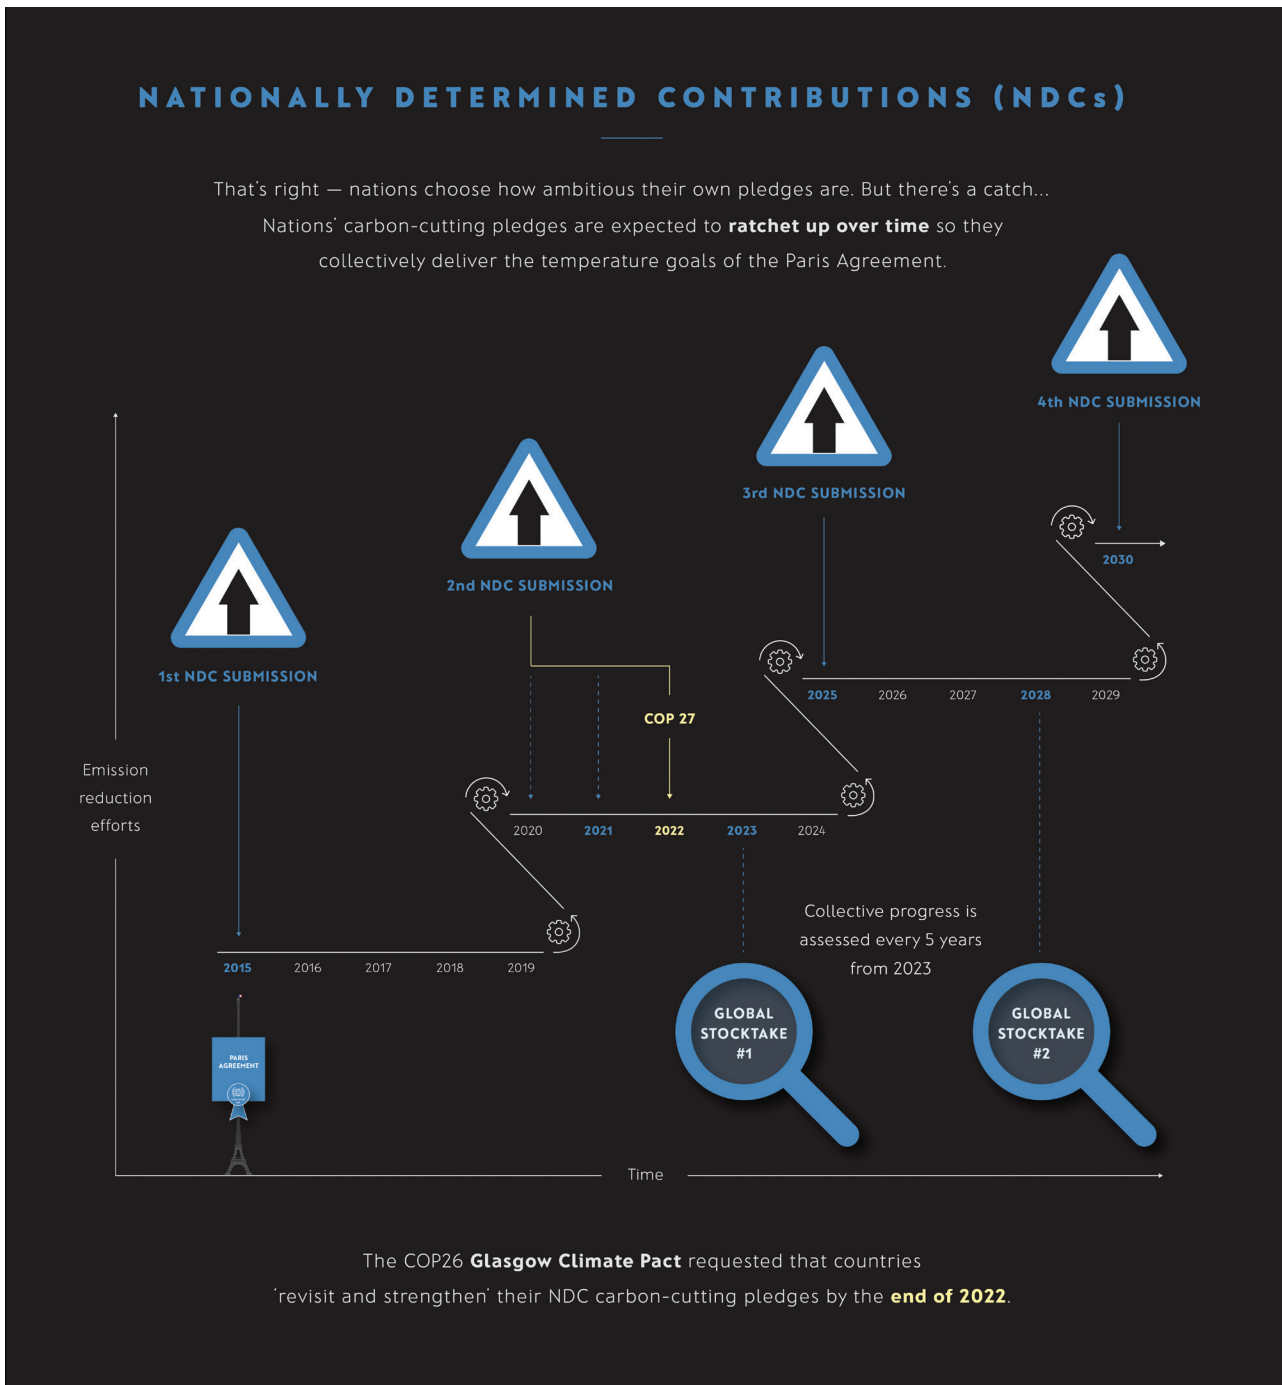 NATIONALLY DETERMINED CONTRIBUTIONS (NDCs)
That's right — nations choose how ambitious their own pledges are. But there's a catch...
Nations' carbon-cutting pledges are expected to ratchet up over time so they
collectively deliver the temperature goals of the Paris Agreement.
4th NDC SUBMISSION
3rd NDC SUBMISSION
2nd NDC SUBMISSION
1st NDC SUBMISSION
2030
2025 2026 2027 2028 2029
COP 27
Emission
reduction
efforts
2020 2021 2022 2023 2024
Collective progress is
assessed every 5 years
from 2023
2015 2016 2017 2018 2019
PARIS
AGREEMENT
GLOBAL
STOCKTAKE
#1
GLOBAL
STOCKTAKE
#2
Time
The COP26 Glasgow Climate Pact requested that countries
'revisit and strengthen' their NDC carbon-cutting pledges by the end of 2022.